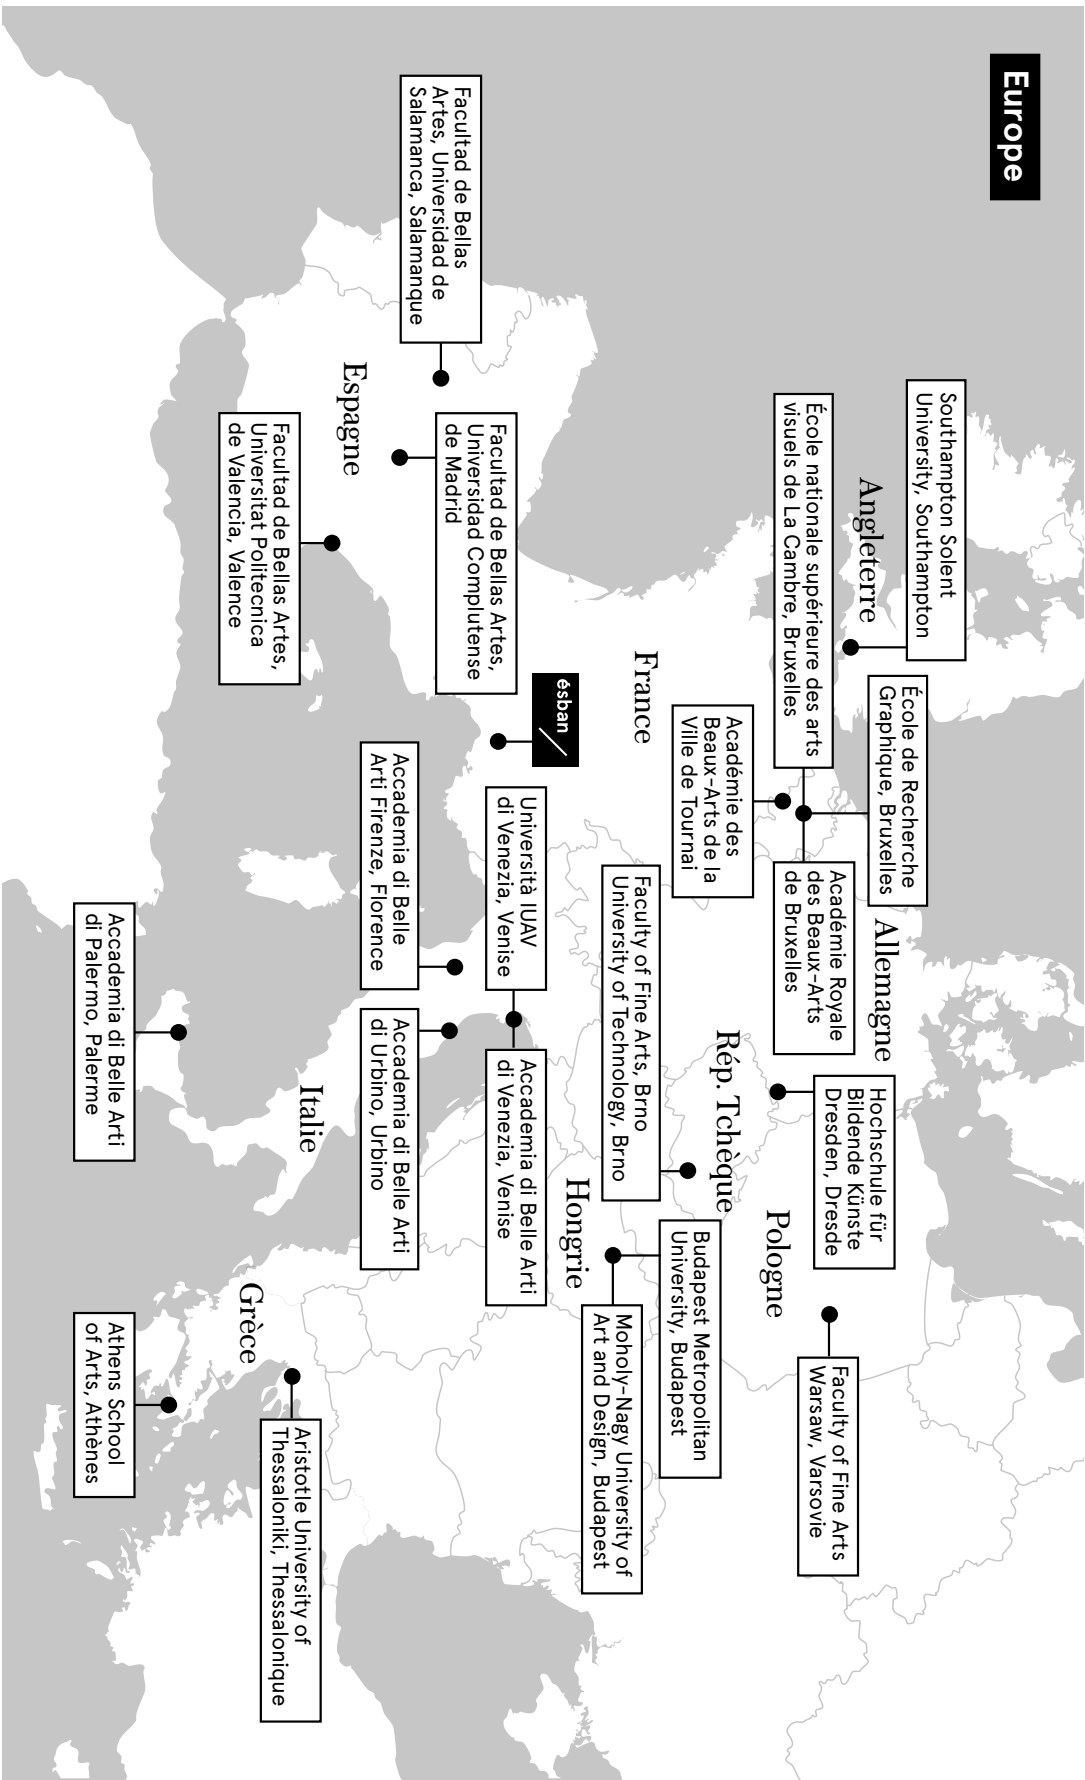 Europe
Southampton Solent
University, Southampton
Angleterre
École de Recherche
Graphique, Bruxelles
École nationale supérieure des arts
visuels de La Cambre, Bruxelles
Académie Royale
des Beaux-Arts
de Bruxelles
Académie des
Beaux-Arts de la
Ville de Tournai
Allemagne
Hochschule für
Bildende Künste
Dresden, Dresde
Pologne
Faculty of Fine Arts
Warsaw, Varsovie
Rép. Tchèque
Faculty of Fine Arts, Brno
University of Technology, Brno
Budapest Metropolitan
University, Budapest
Hongrie
Moholy-Nagy University of
Art and Design, Budapest
France
ésban
Facultad de Bellas
Artes, Universidad de
Salamanca, Salamanque
Facultad de Bellas Artes,
Universidad Complutense
de Madrid
Espagne
Facultad de Bellas Artes,
Universitat Politecnica
de Valencia, Valence
Università IUAV
di Venezia, Venise
Accademia di Belle Arti
di Venezia, Venise
Accademia di Belle
Arti Firenze, Florence
Accademia di Belle Arti
di Urbino, Urbino
Italie
Accademia di Belle Arti
di Palermo, Palerme
Grèce
Aristotle University of
Thessaloniki, Thessalonique
Athens School
of Arts, Athènes